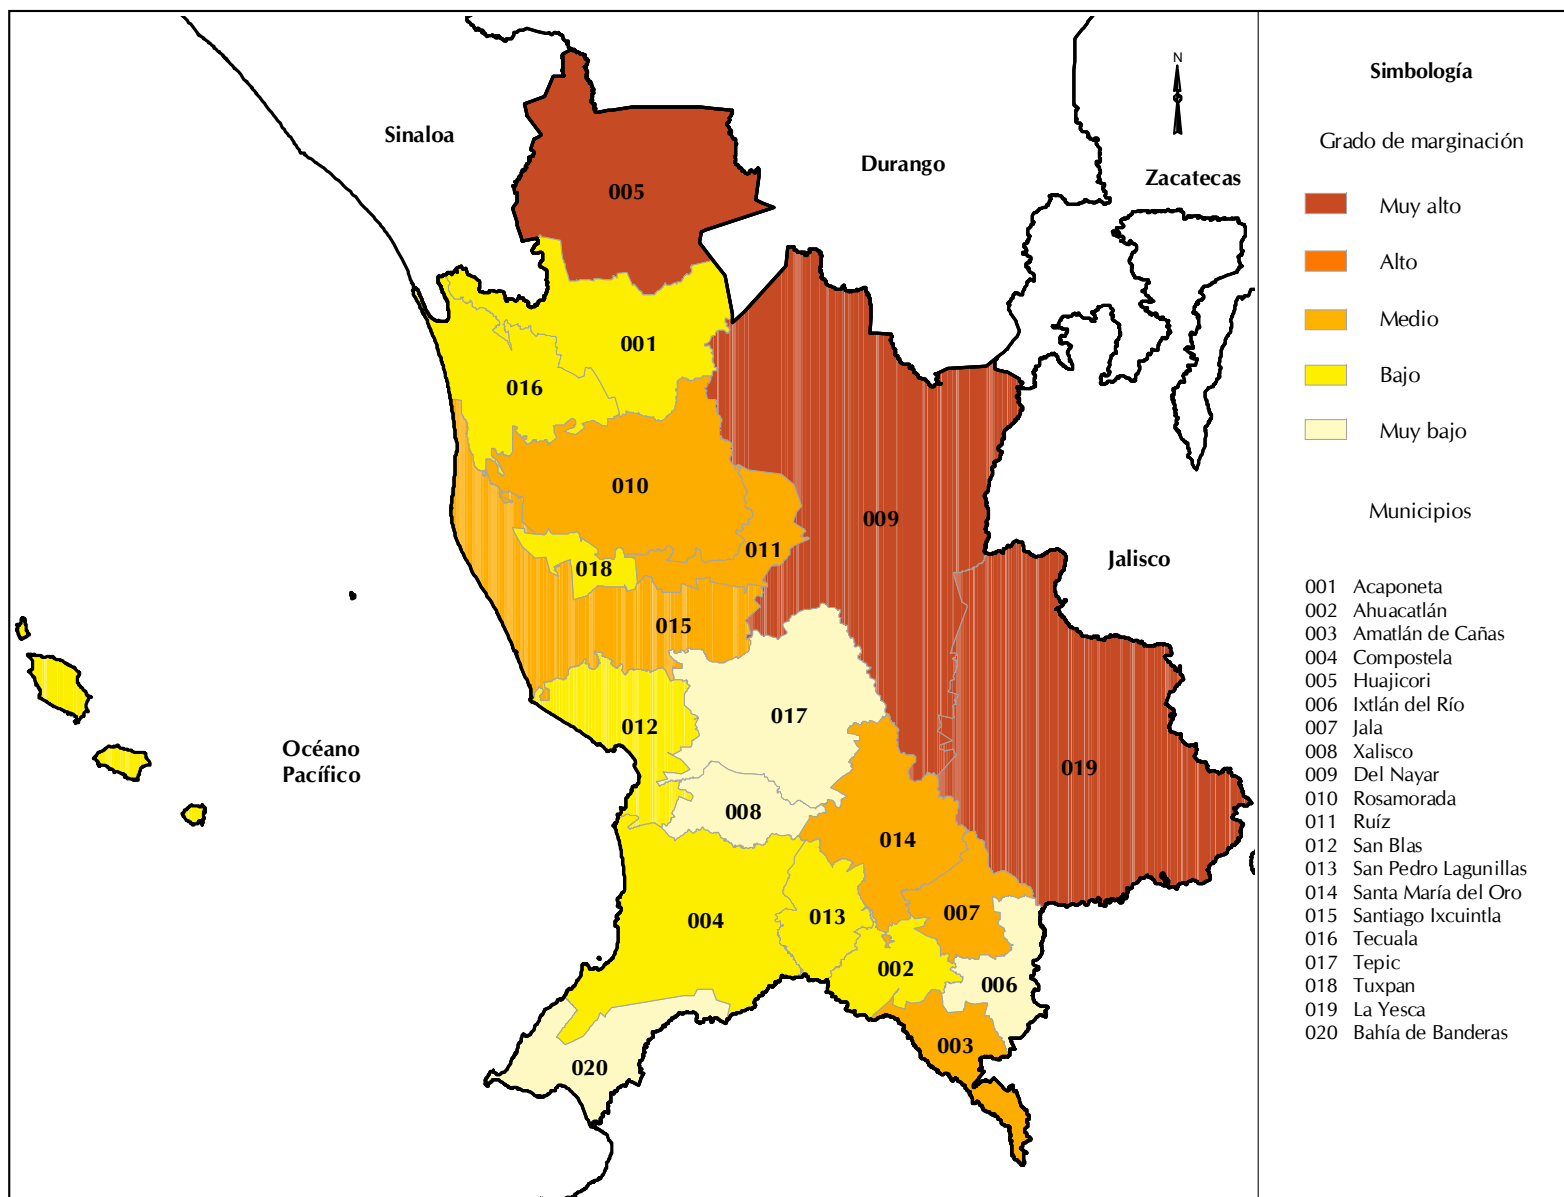 N
Sinaloa
Durango
Zacatecas
Jalisco
Océano
Pacífico
005
001
016
010
009
011
018
015
012
017
019
008
014
004
013
007
002
006
003
020
Simbología
Grado de marginación
Muy alto
Alto
Medio
Bajo
Muy bajo
Municipios
001 Acaponeta
002 Ahuacatlán
003 Amatlán de Cañas
004 Compostela
005 Huajicori
006 Ixtlán del Río
007 Jala
008 Xalisco
009 Del Nayar
010 Rosamorada
011 Ruíz
012 San Blas
013 San Pedro Lagunillas
014 Santa María del Oro
015 Santiago Ixcuintla
016 Tecuala
017 Tepic
018 Tuxpan
019 La Yesca
020 Bahía de Banderas